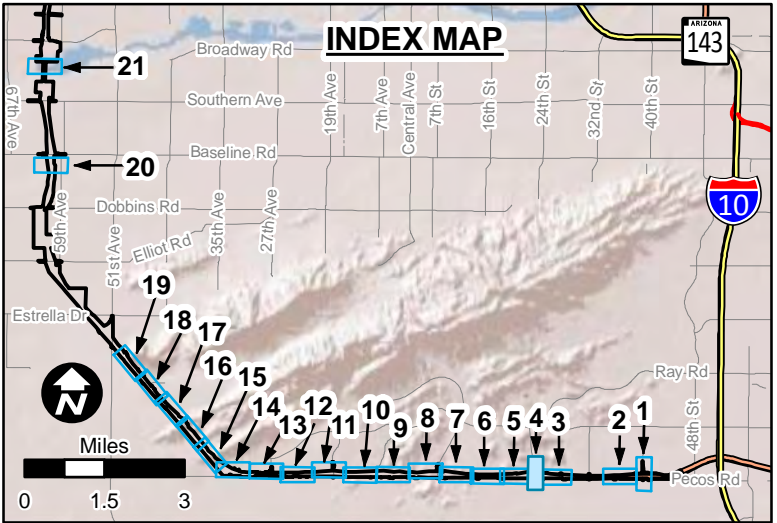 INDEX MAP
ARIZONA
143
Broadway Rd
21
67th Ave
Southern Ave
19th Ave
7th Ave
Central Ave
7th St
16th St
24th St
32nd St
40th St
Baseline Rd
20
10
Dobbins Rd
59th Ave
51st Ave
Elliot Rd
35th Ave
27th Ave
Estrella Dr
19
18
17
16
15
14
13
12
11
10
9
8
7
6
5
4
3
2
1
Ray Rd
48th St
Pecos Rd
N
Miles
0 1.5 3